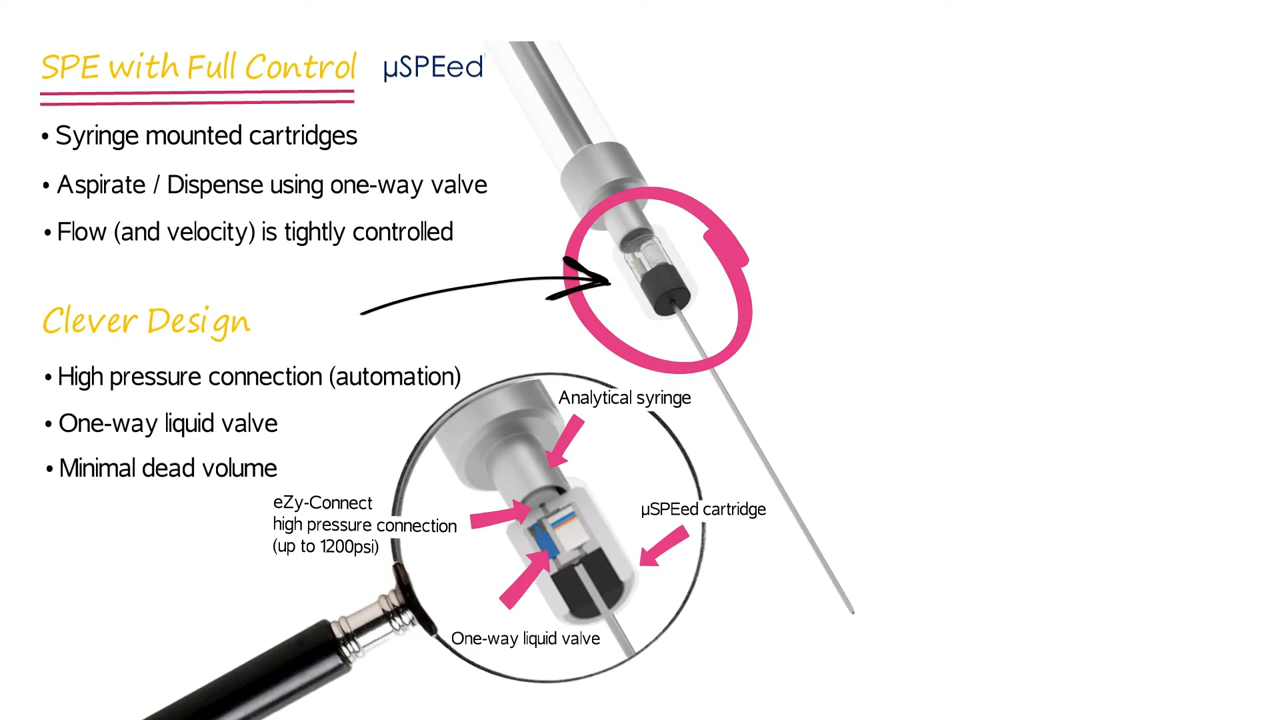 SPE with Full Control
µSPEed
• Syringe mounted cartridges
• Aspirate / Dispense using one-way valve
• Flow (and velocity) is tightly controlled
Clever Design
• High pressure connection (automation)
• One-way liquid valve
• Minimal dead volume
Analytical syringe
eZy-Connect
high pressure connection
(up to 1200psi)
µSPEed cartridge
One-way liquid valve